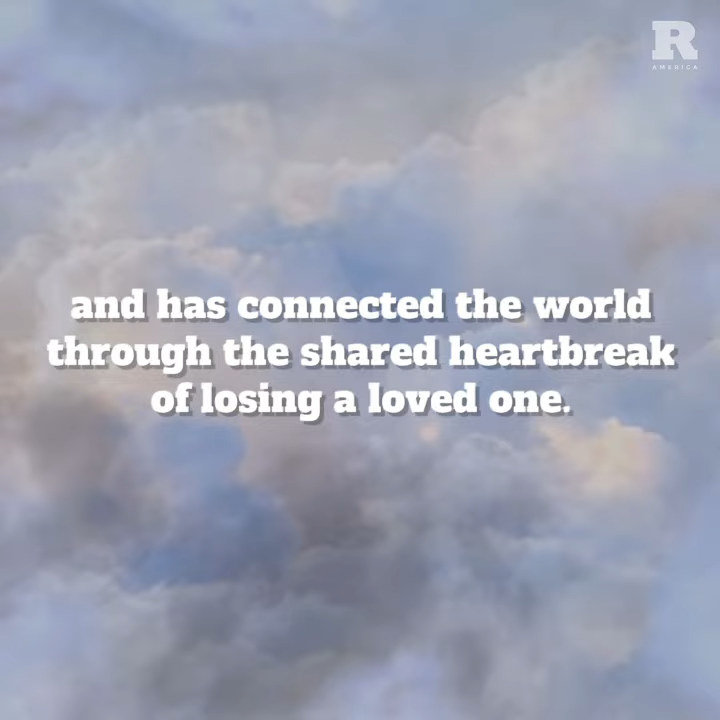 R
AMERICA
and has connected the world
through the shared heartbreak
of losing a loved one.